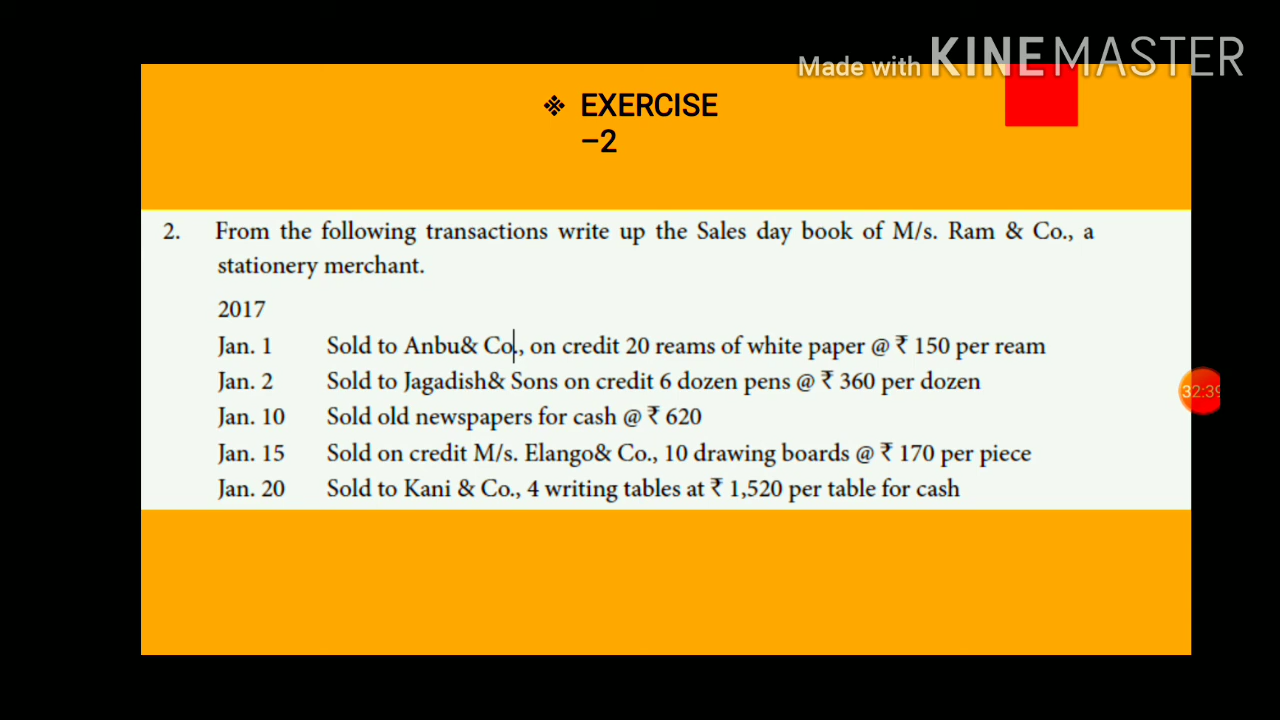 Made with KINEMASTER
❖ EXERCISE
–2
2. From the following transactions write up the Sales day book of M/s. Ram & Co., a
stationery merchant.
2017
Jan. 1 Sold to Anbu& Co., on credit 20 reams of white paper @ ₹ 150 per ream
Jan. 2 Sold to Jagadish& Sons on credit 6 dozen pens @ ₹ 360 per dozen
Jan. 10 Sold old newspapers for cash @ ₹ 620
Jan. 15 Sold on credit M/s. Elango& Co., 10 drawing boards @ ₹ 170 per piece
Jan. 20 Sold to Kani & Co., 4 writing tables at ₹ 1,520 per table for cash
32:39